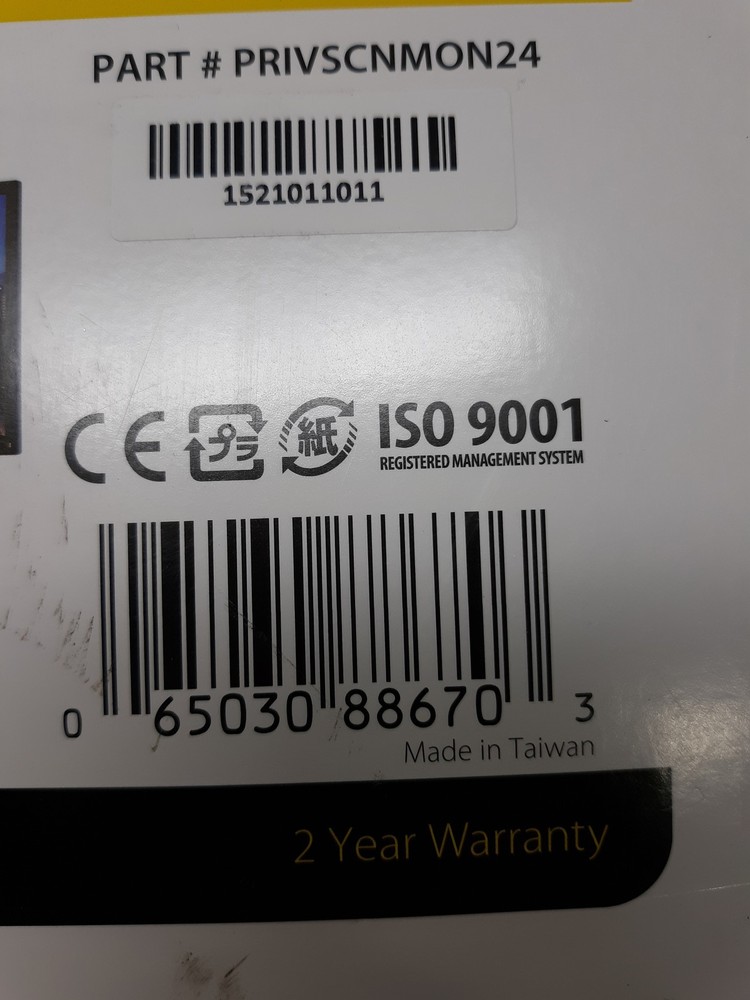 PART # PRIVSCNMON24
1521011011
CE プラ 紙 ISO 9001
REGISTERED MANAGEMENT SYSTEM
0 65030 88670 3
Made in Taiwan
2 Year Warranty